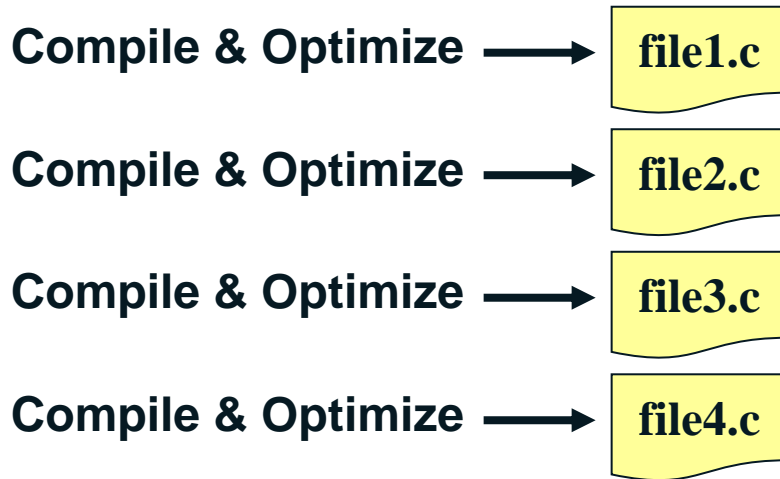 Compile & Optimize file1.c
Compile & Optimize file2.c
Compile & Optimize file3.c
Compile & Optimize file4.c